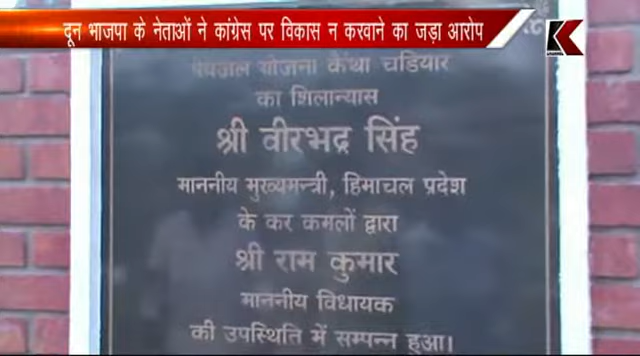 दून भाजपा के नेताओं ने कांग्रेस पर विकास न करवाने का जड़ा आरोप
K
पेयजल योजना कैंथा चडियार
का शिलान्यास
श्री वीरभद्र सिंह
माननीय मुख्यमन्त्री, हिमाचल प्रदेश
के कर कमलों द्वारा
श्री राम कुमार
माननीय विधायक
की उपस्थिति में सम्पन्न हुआ।